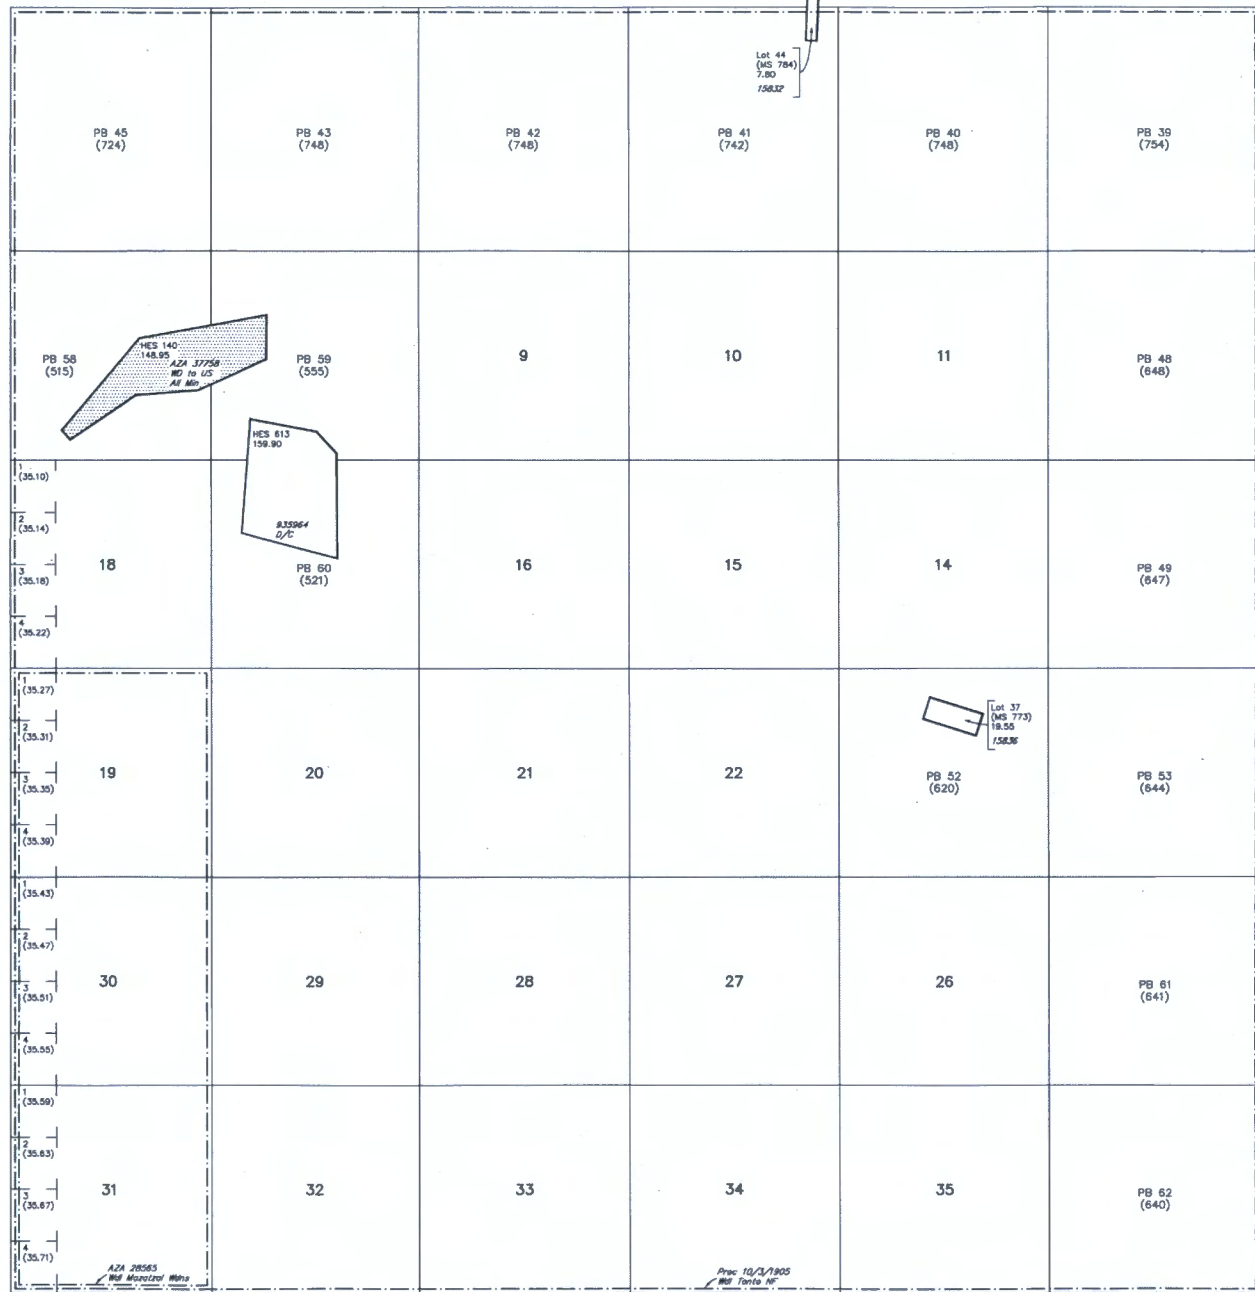 Lot 44
(MS 784)
7.80
15832
PB 45
(724)
PB 43
(748)
PB 42
(748)
PB 41
(742)
PB 40
(748)
PB 39
(754)
PB 58
(515)
HES 140
148.95
AZA 37758
WD to US
All Min
PB 59
(555)
9
10
11
PB 48
(648)
HES 613
159.90
935964
D/C
1
(35.10)
2
(35.14)
3
(35.18)
4
(35.22)
18
PB 60
(521)
16
15
14
PB 49
(647)
1
(35.27)
2
(35.31)
3
(35.35)
4
(35.39)
19
20
21
22
Lot 37
(MS 773)
19.55
15836
PB 52
(620)
PB 53
(644)
1
(35.43)
2
(35.47)
3
(35.51)
4
(35.55)
30
29
28
27
26
PB 61
(641)
1
(35.59)
2
(35.63)
3
(35.67)
4
(35.71)
31
32
33
34
35
PB 62
(640)
AZA 28565
Wdl Mazatzal Wdns
Proc 10/3/1905
Wdl Tonto NF